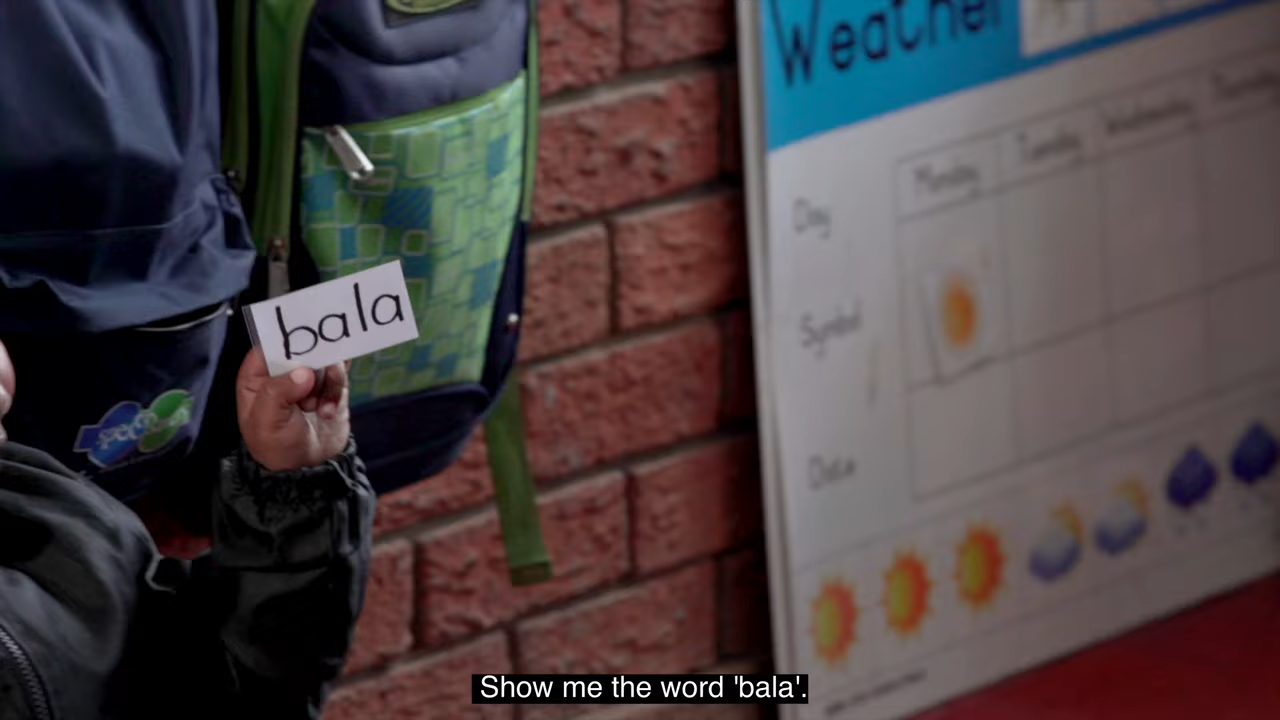 Weather
Monday Tuesday Wednesday
Day
Symbol
Date
bala
Show me the word 'bala'.